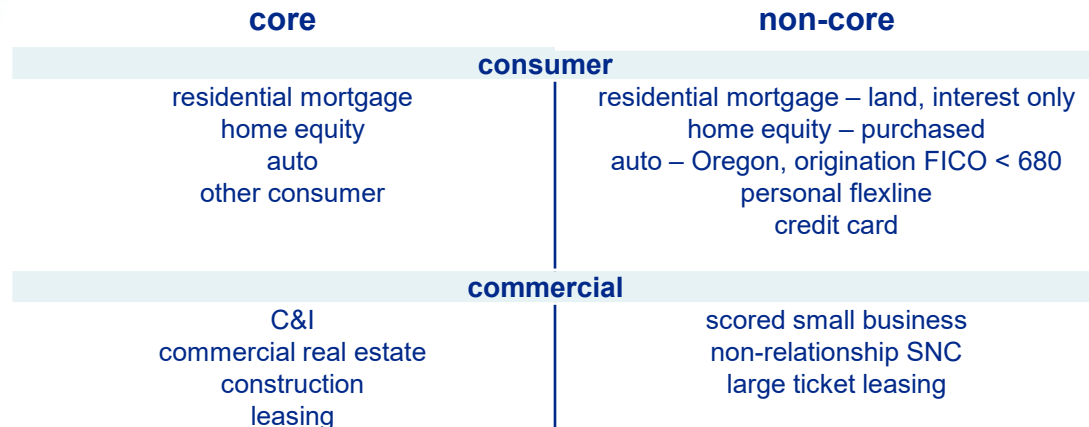 core non-core
consumer
residential mortgage residential mortgage – land, interest only
home equity home equity – purchased
auto auto – Oregon, origination FICO < 680
other consumer personal flexline
credit card
commercial
C&I scored small business
commercial real estate non-relationship SNC
construction large ticket leasing
leasing